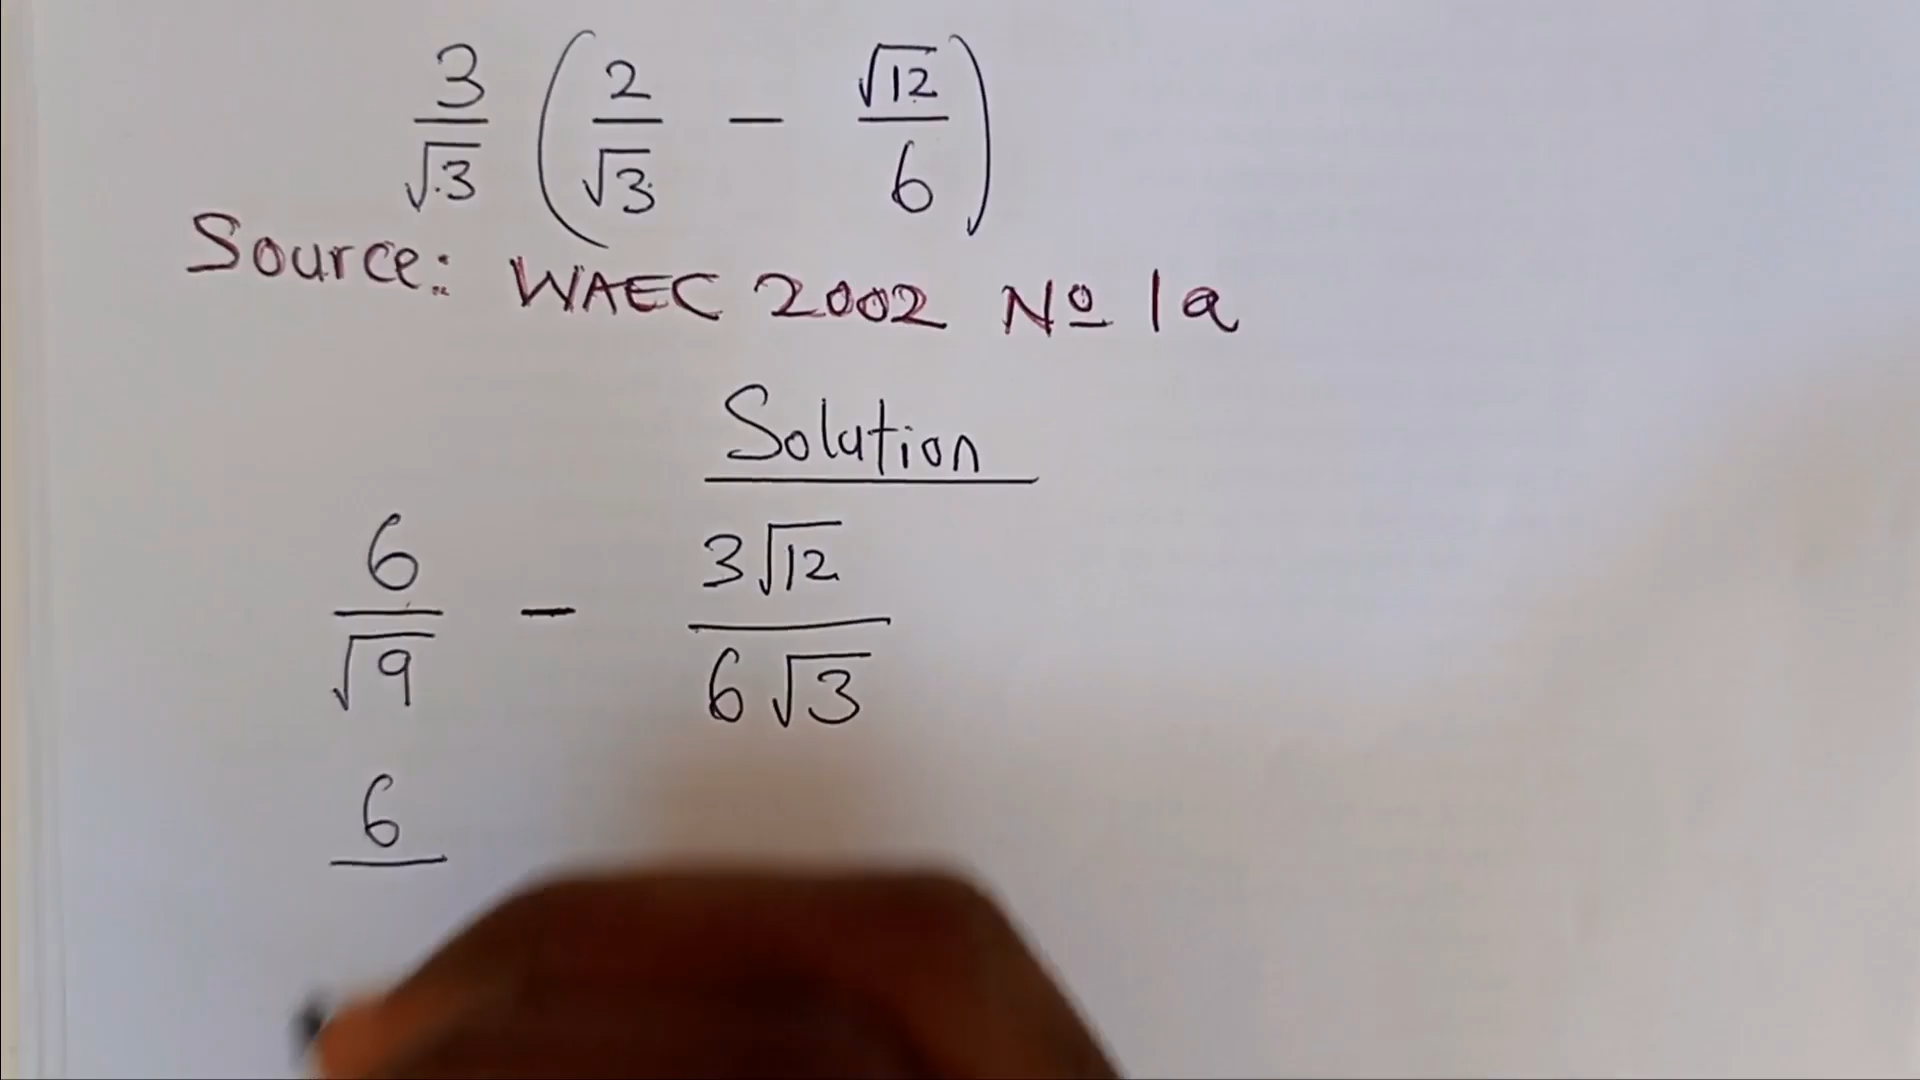 3/√3 (2/√3 − √12/6)
Source: WAEC 2002 No 1a
Solution
6/√9 − 3√12/6√3
6